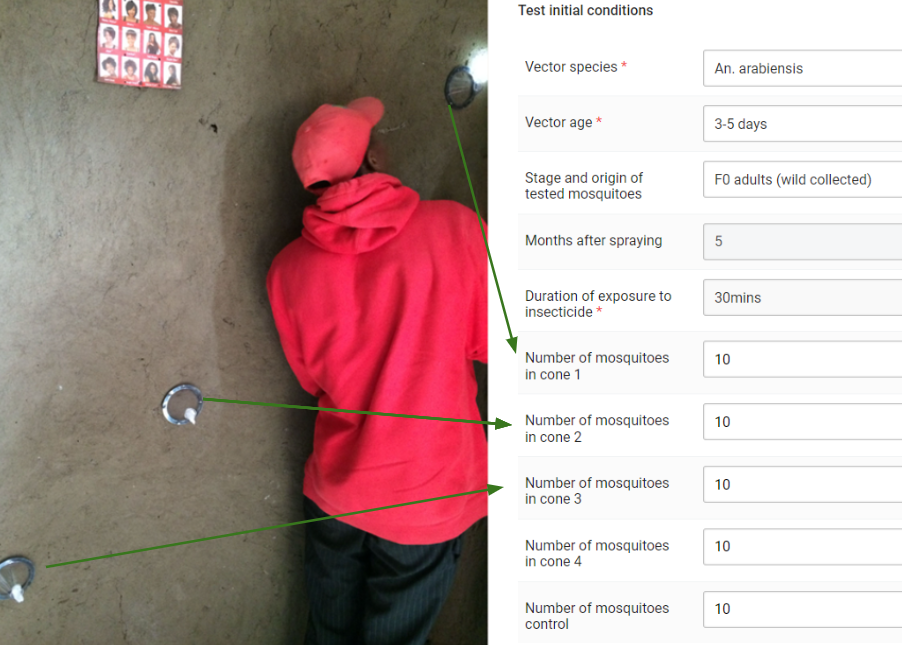 Test initial conditions
Vector species *
An. arabiensis
Vector age *
3-5 days
Stage and origin of
tested mosquitoes
F0 adults (wild collected)
Months after spraying
5
Duration of exposure to
insecticide *
30mins
Number of mosquitoes
in cone 1
10
Number of mosquitoes
in cone 2
10
Number of mosquitoes
in cone 3
10
Number of mosquitoes
in cone 4
10
Number of mosquitoes
control
10